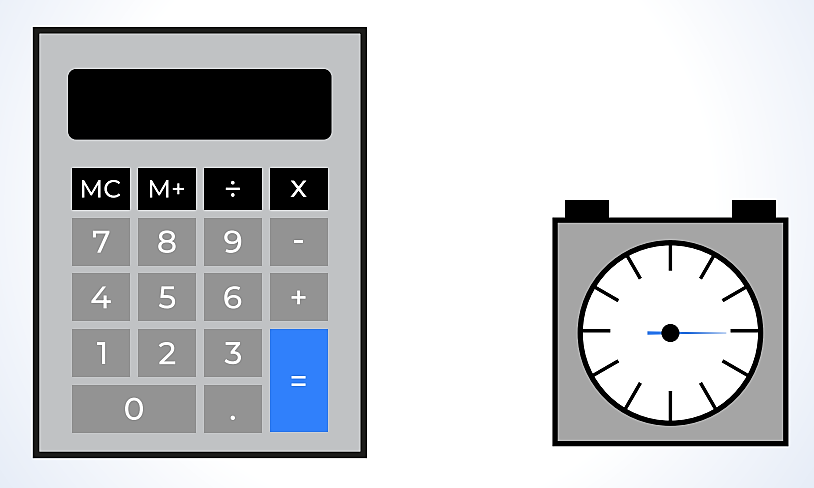 MC M+ ÷ x
7 8 9 -
4 5 6 +
1 2 3
=
0 .